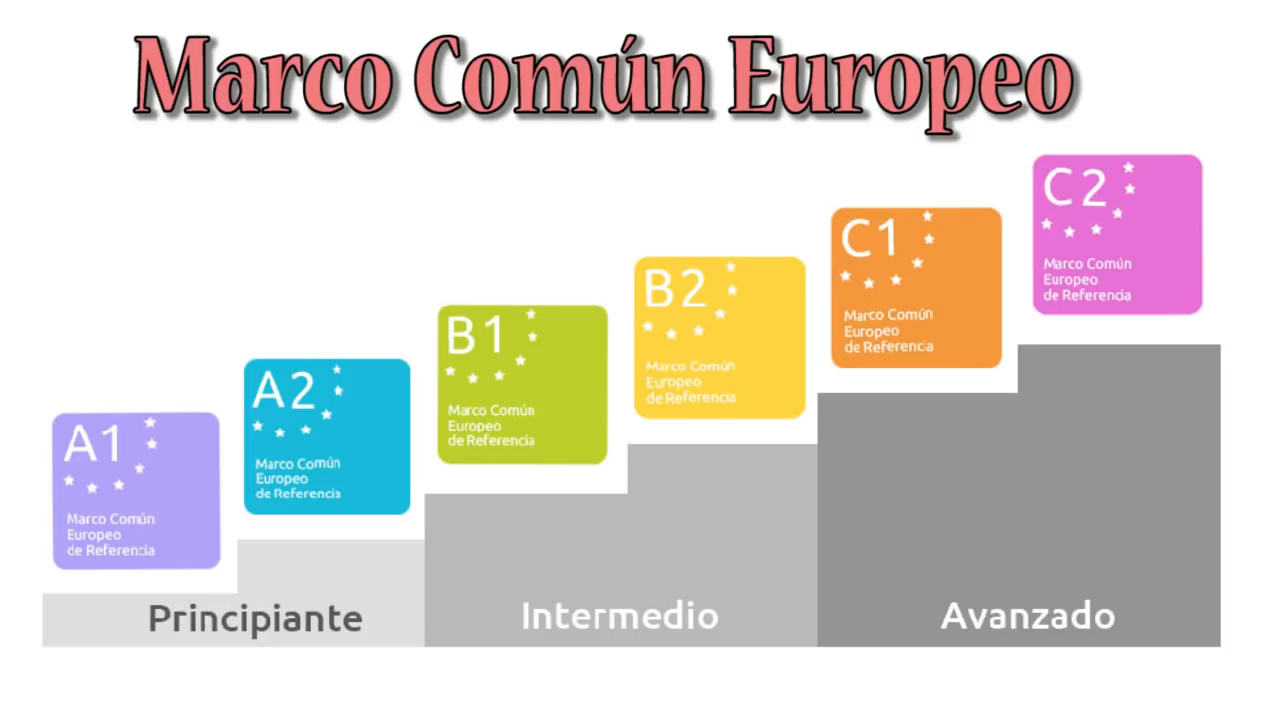 Marco Común Europeo
A1
Marco Común
Europeo
de Referencia
A2
Marco Común
Europeo
de Referencia
B1
Marco Común
Europeo
de Referencia
B2
Marco Común
Europeo
de Referencia
C1
Marco Común
Europeo
de Referencia
C2
Marco Común
Europeo
de Referencia
Principiante
Intermedio
Avanzado